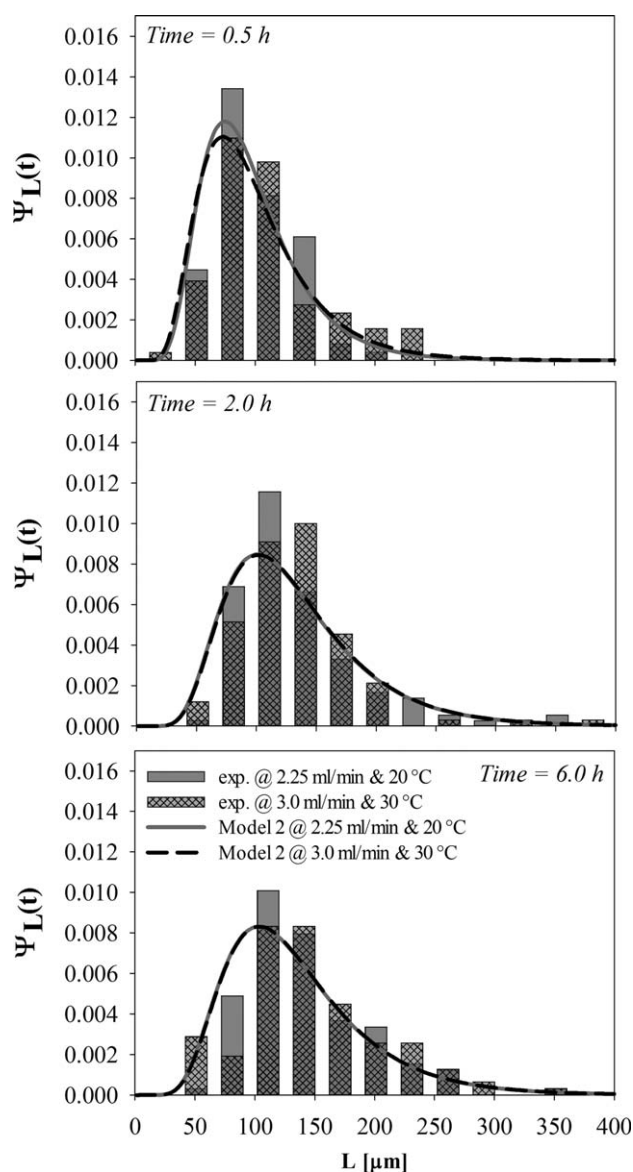 Time = 0.5 h
0.016
0.014
0.012
0.010
0.008
0.006
0.004
0.002
0.000
Ψ_L(t)
Time = 2.0 h
0.016
0.014
0.012
0.010
0.008
0.006
0.004
0.002
0.000
Ψ_L(t)
Time = 6.0 h
exp. @ 2.25 ml/min & 20 °C
exp. @ 3.0 ml/min & 30 °C
Model 2 @ 2.25 ml/min & 20 °C
Model 2 @ 3.0 ml/min & 30 °C
0.016
0.014
0.012
0.010
0.008
0.006
0.004
0.002
0.000
Ψ_L(t)
0 50 100 150 200 250 300 350 400
L [µm]